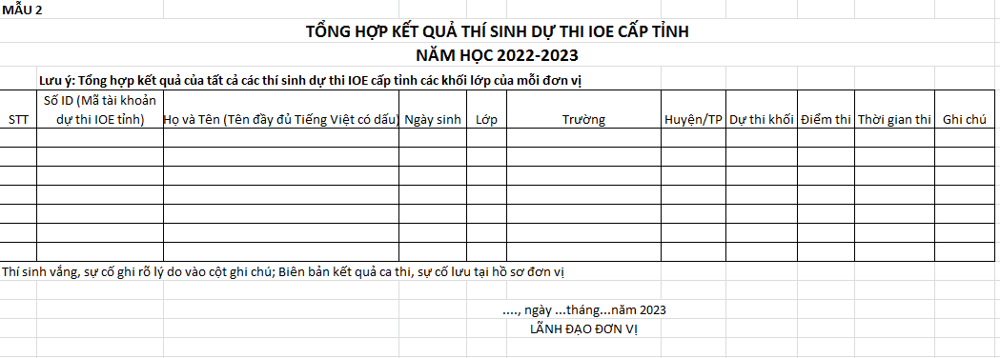 MẪU 2
TỔNG HỢP KẾT QUẢ THÍ SINH DỰ THI IOE CẤP TỈNH
NĂM HỌC 2022-2023
Lưu ý: Tổng hợp kết quả của tất cả các thí sinh dự thi IOE cấp tỉnh các khối lớp của mỗi đơn vị
STT
Số ID (Mã tài khoản
dự thi IOE tỉnh)
Họ và Tên (Tên đầy đủ Tiếng Việt có dấu)
Ngày sinh
Lớp
Trường
Huyện/TP
Dự thi khối
Điểm thi
Thời gian thi
Ghi chú
Thí sinh vắng, sự cố ghi rõ lý do vào cột ghi chú; Biên bản kết quả ca thi, sự cố lưu tại hồ sơ đơn vị
...., ngày ...tháng...năm 2023
LÃNH ĐẠO ĐƠN VỊ